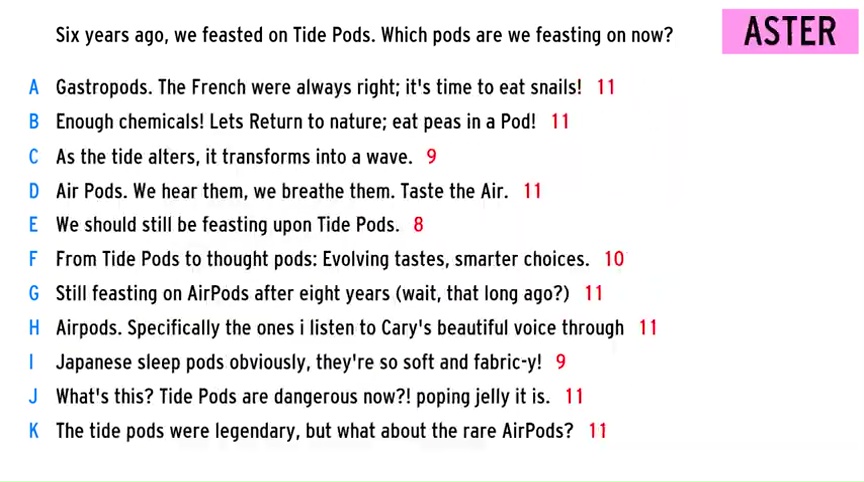 Six years ago, we feasted on Tide Pods. Which pods are we feasting on now?
ASTER
A Gastropods. The French were always right; it's time to eat snails! 11
B Enough chemicals! Lets Return to nature; eat peas in a Pod! 11
C As the tide alters, it transforms into a wave. 9
D Air Pods. We hear them, we breathe them. Taste the Air. 11
E We should still be feasting upon Tide Pods. 8
F From Tide Pods to thought pods: Evolving tastes, smarter choices. 10
G Still feasting on AirPods after eight years (wait, that long ago?) 11
H Airpods. Specifically the ones i listen to Cary's beautiful voice through 11
I Japanese sleep pods obviously, they're so soft and fabric-y! 9
J What's this? Tide Pods are dangerous now?! poping jelly it is. 11
K The tide pods were legendary, but what about the rare AirPods? 11